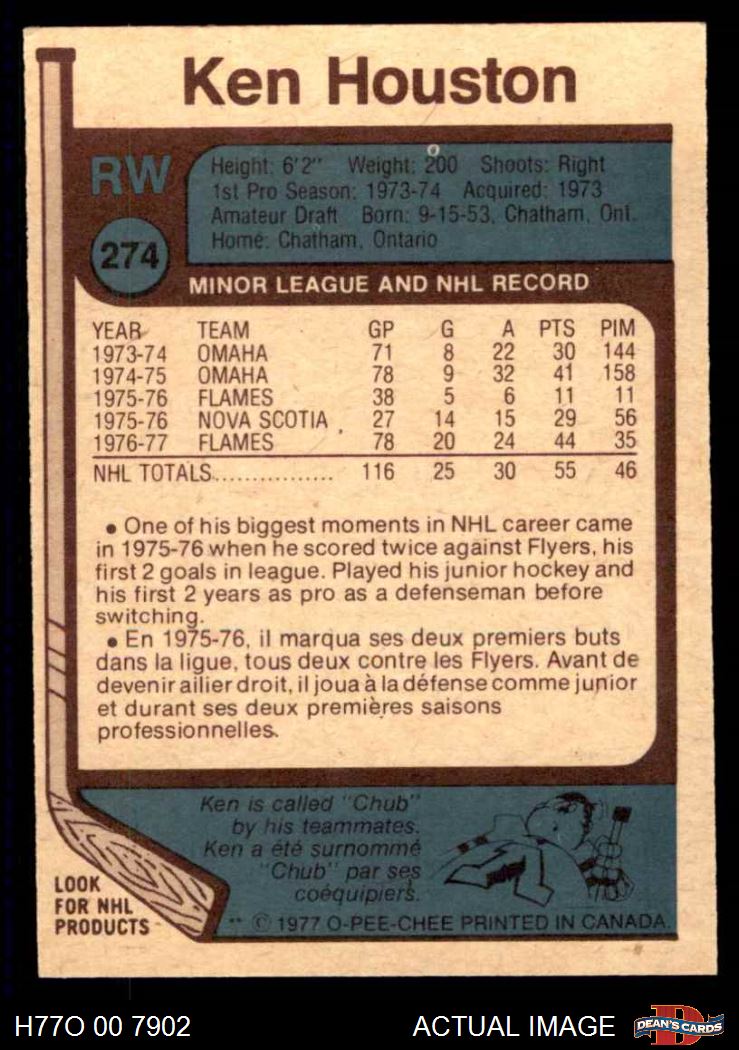 Ken Houston
RW
Height: 6'2" Weight: 200 Shoots: Right
1st Pro Season: 1973-74 Acquired: 1973
Amateur Draft Born: 9-15-53, Chatham, Ont.
Home: Chatham, Ontario
274
MINOR LEAGUE AND NHL RECORD
YEAR TEAM GP G A PTS PIM
1973-74 OMAHA 71 8 22 30 144
1974-75 OMAHA 78 9 32 41 158
1975-76 FLAMES 38 5 6 11 11
1975-76 NOVA SCOTIA 27 14 15 29 56
1976-77 FLAMES 78 20 24 44 35
NHL TOTALS................ 116 25 30 55 46
• One of his biggest moments in NHL career came
in 1975-76 when he scored twice against Flyers, his
first 2 goals in league. Played his junior hockey and
his first 2 years as pro as a defenseman before
switching.
• En 1975-76, il marqua ses deux premiers buts
dans la ligue, tous deux contre les Flyers. Avant de
devenir ailier droit, il joua à la défense comme junior
et durant ses deux premières saisons
professionnelles.
Ken is called "Chub"
by his teammates.
Ken a été surnommé
"Chub" par ses
coéquipiers.
LOOK
FOR NHL
PRODUCTS
** © 1977 O-PEE-CHEE PRINTED IN CANADA.
H77O 00 7902
ACTUAL IMAGE
D
DEAN'S CARDS